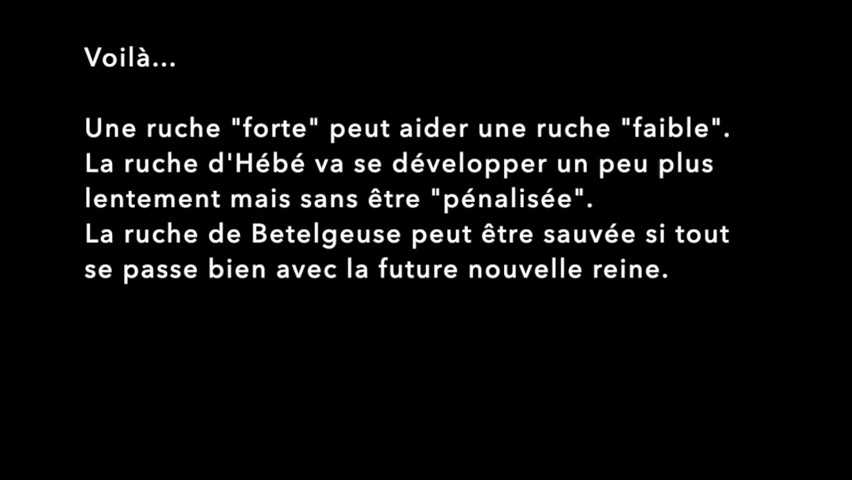 Voilà...
Une ruche "forte" peut aider une ruche "faible".
La ruche d'Hébé va se développer un peu plus
lentement mais sans être "pénalisée".
La ruche de Betelgeuse peut être sauvée si tout
se passe bien avec la future nouvelle reine.